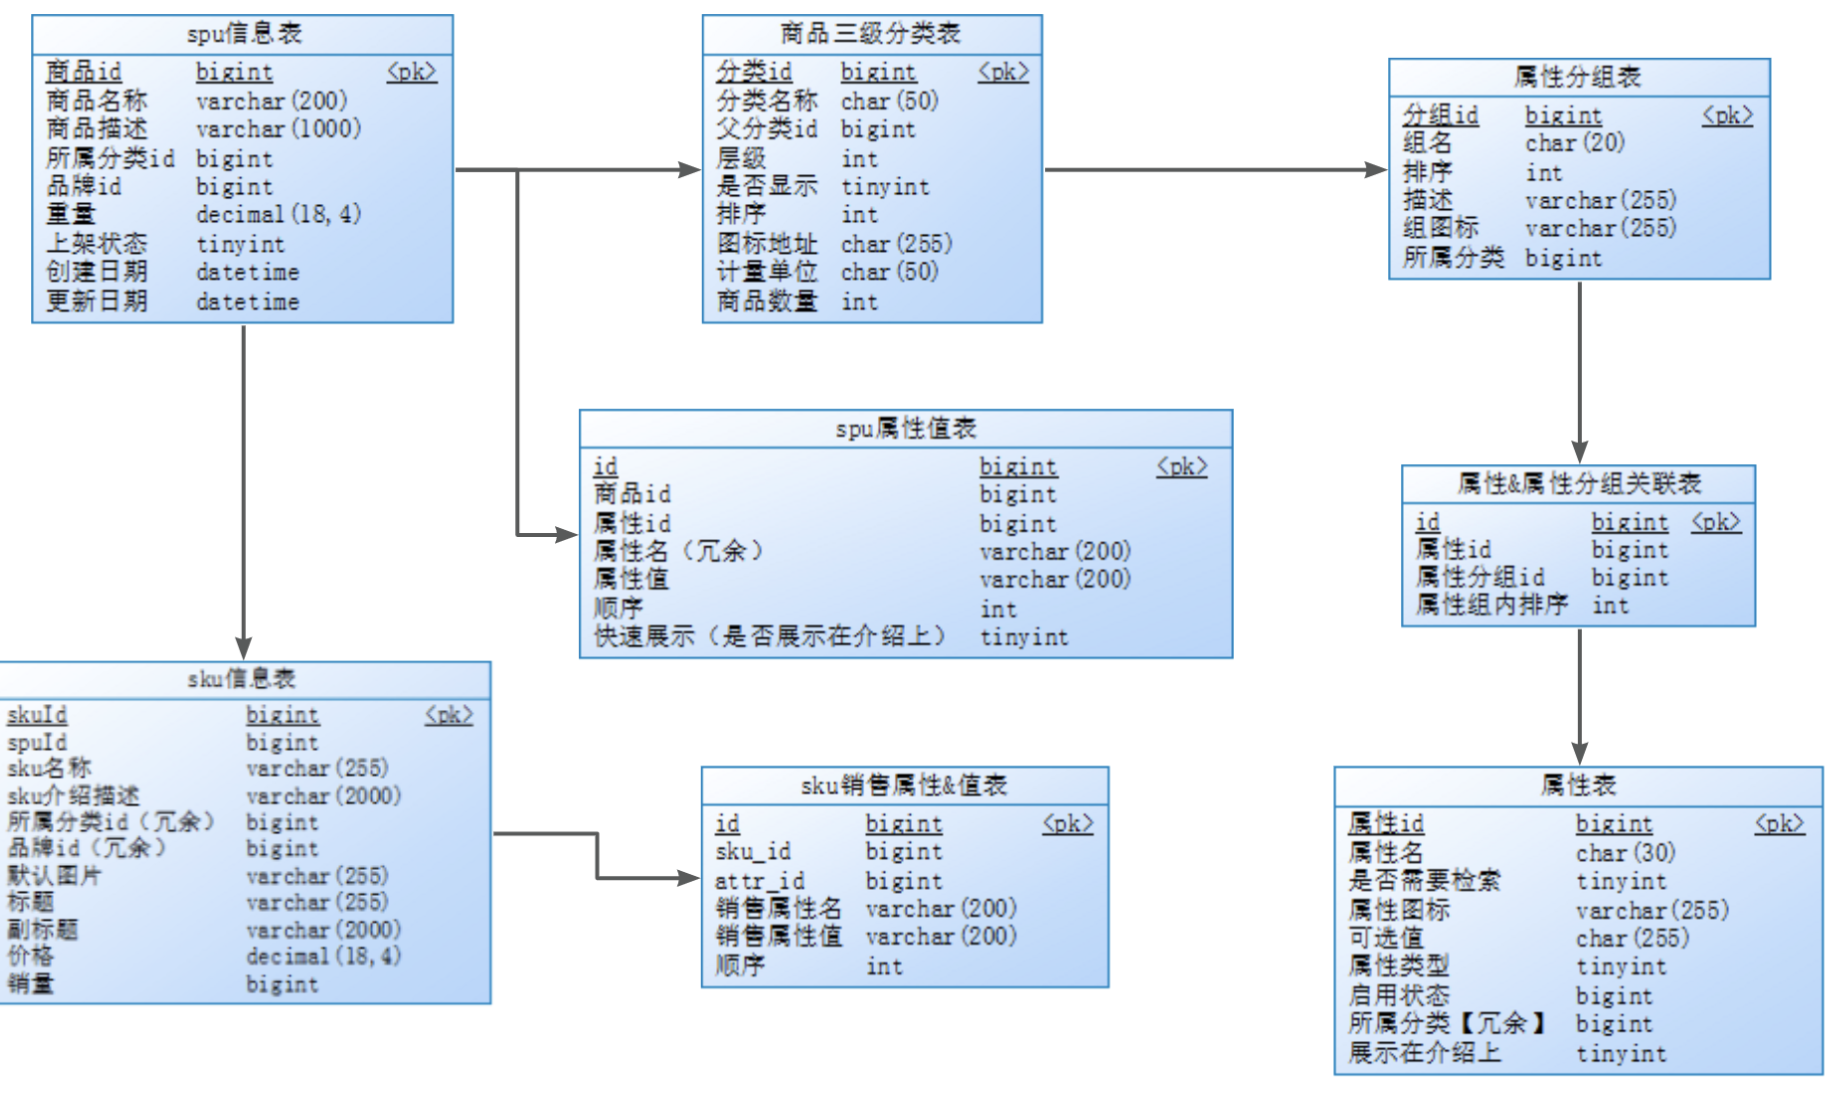 spu信息表
商品id bigint <pk>
商品名称 varchar(200)
商品描述 varchar(1000)
所属分类id bigint
品牌id bigint
重量 decimal(18,4)
上架状态 tinyint
创建日期 datetime
更新日期 datetime
商品三级分类表
分类id bigint <pk>
分类名称 char(50)
父分类id bigint
层级 int
是否显示 tinyint
排序 int
图标地址 char(255)
计量单位 char(50)
商品数量 int
属性分组表
分组id bigint <pk>
组名 char(20)
排序 int
描述 varchar(255)
组图标 varchar(255)
所属分类 bigint
spu属性值表
id bigint <pk>
商品id bigint
属性id bigint
属性名（冗余） varchar(200)
属性值 varchar(200)
顺序 int
快速展示（是否展示在介绍上） tinyint
属性&属性分组关联表
id bigint <pk>
属性id bigint
属性分组id bigint
属性组内排序 int
sku信息表
skuId bigint <pk>
spuId bigint
sku名称 varchar(255)
sku介绍描述 varchar(2000)
所属分类id（冗余） bigint
品牌id（冗余） bigint
默认图片 varchar(255)
标题 varchar(255)
副标题 varchar(2000)
价格 decimal(18,4)
销量 bigint
sku销售属性&值表
id bigint <pk>
sku_id bigint
attr_id bigint
销售属性名 varchar(200)
销售属性值 varchar(200)
顺序 int
属性表
属性id bigint <pk>
属性名 char(30)
是否需要检索 tinyint
属性图标 varchar(255)
可选值 char(255)
属性类型 tinyint
启用状态 bigint
所属分类【冗余】 bigint
展示在介绍上 tinyint